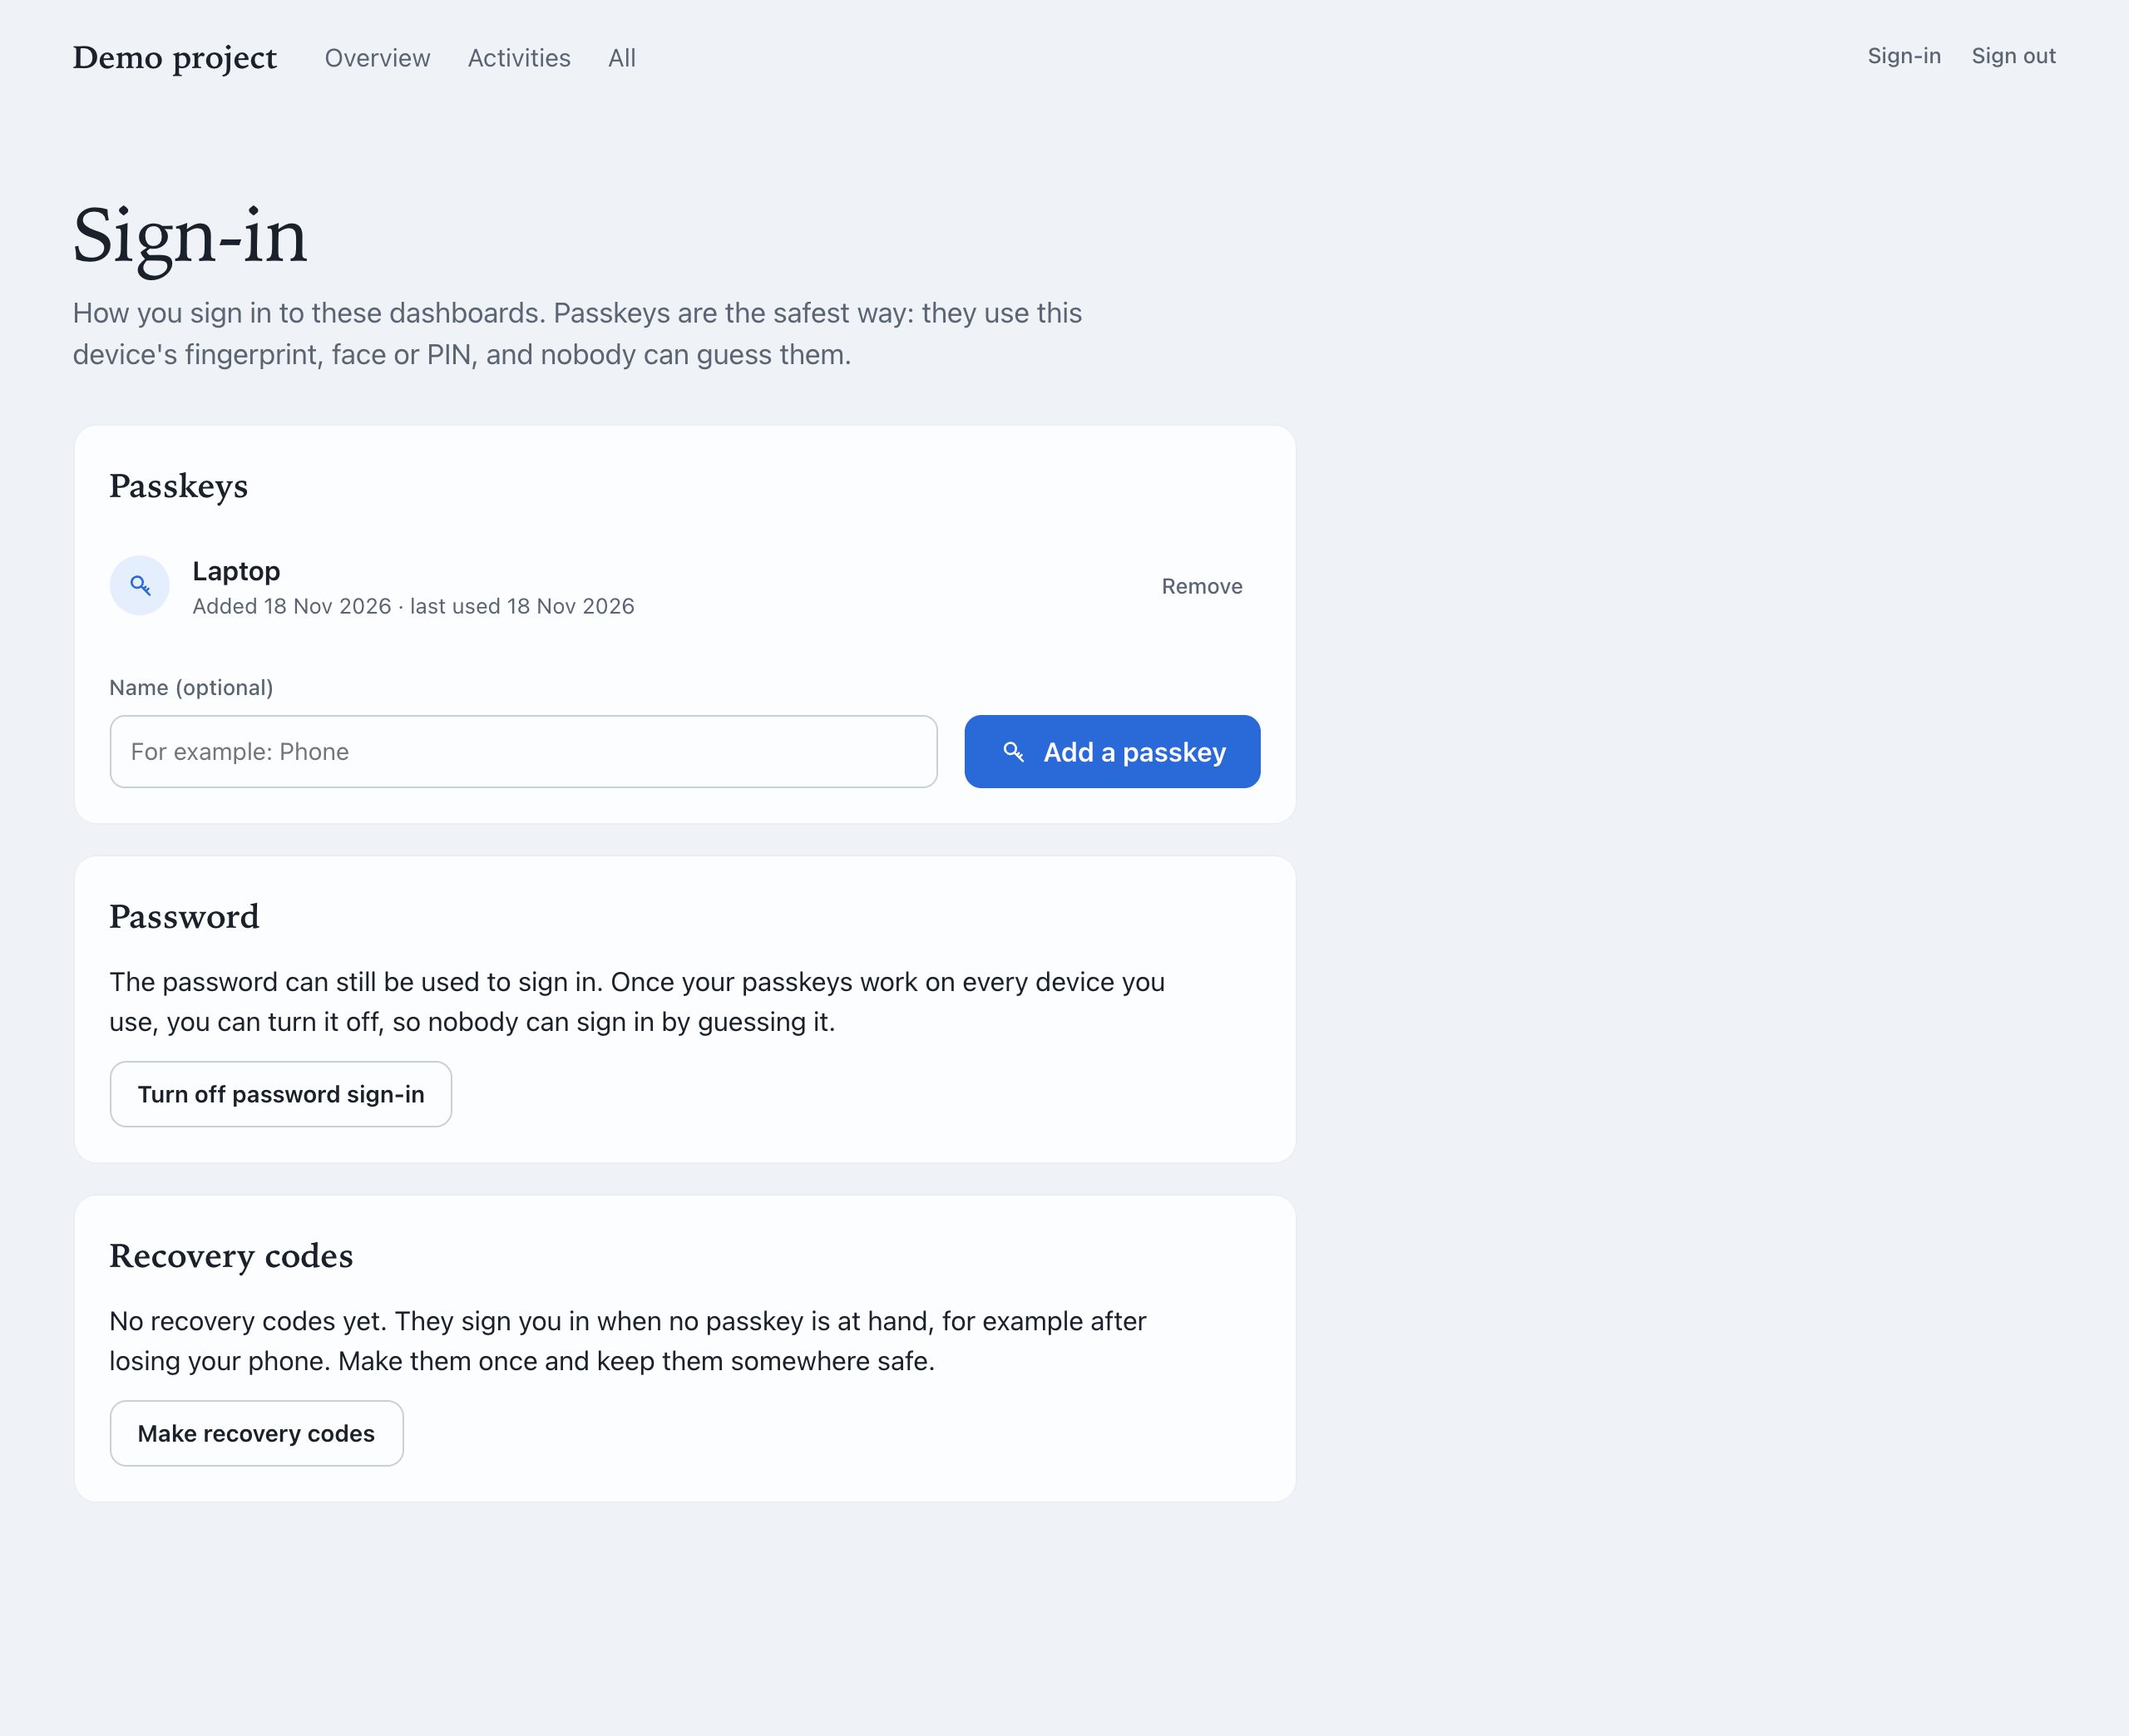 Demo project
Overview
Activities
All
Sign-in
Sign out
Sign-in
How you sign in to these dashboards. Passkeys are the safest way: they use this
device's fingerprint, face or PIN, and nobody can guess them.
Passkeys
Laptop
Added 18 Nov 2026 · last used 18 Nov 2026
Remove
Name (optional)
For example: Phone
Add a passkey
Password
The password can still be used to sign in. Once your passkeys work on every device you
use, you can turn it off, so nobody can sign in by guessing it.
Turn off password sign-in
Recovery codes
No recovery codes yet. They sign you in when no passkey is at hand, for example after
losing your phone. Make them once and keep them somewhere safe.
Make recovery codes